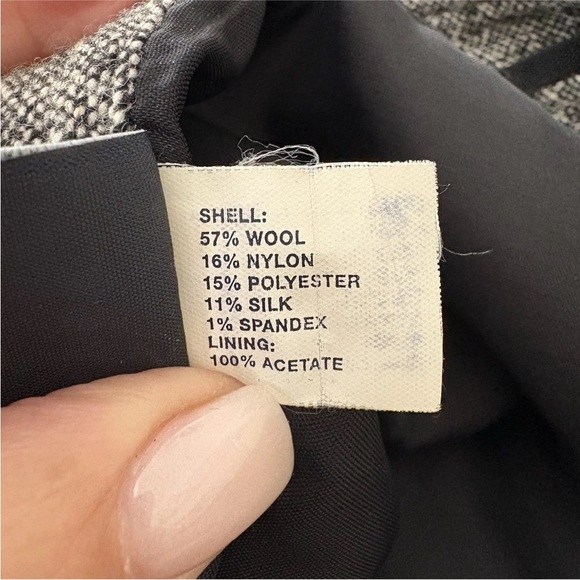 SHELL:
57% WOOL
16% NYLON
15% POLYESTER
11% SILK
1% SPANDEX
LINING:
100% ACETATE